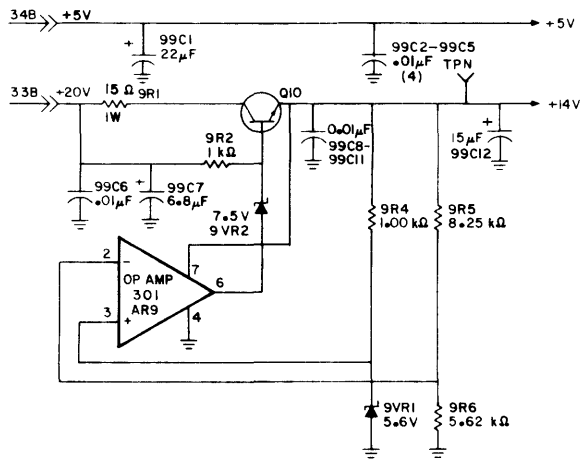 34B +5V
+5V
+ 99C1
22µF
99C2-99C5
.01µF
(4)
TPN
33B +20V
15 Ω
9R1
1W
Q10
+14V
9R2
1 kΩ
0.01µF
99C8-
99C11
15µF
99C12
+
99C6
.01µF
+ 99C7
6.8µF
7.5V
9VR2
9R4
1.00 kΩ
9R5
8.25 kΩ
2
-
7
OP AMP
301
AR9
6
3
+
4
9VR1
5.6V
9R6
5.62 kΩ